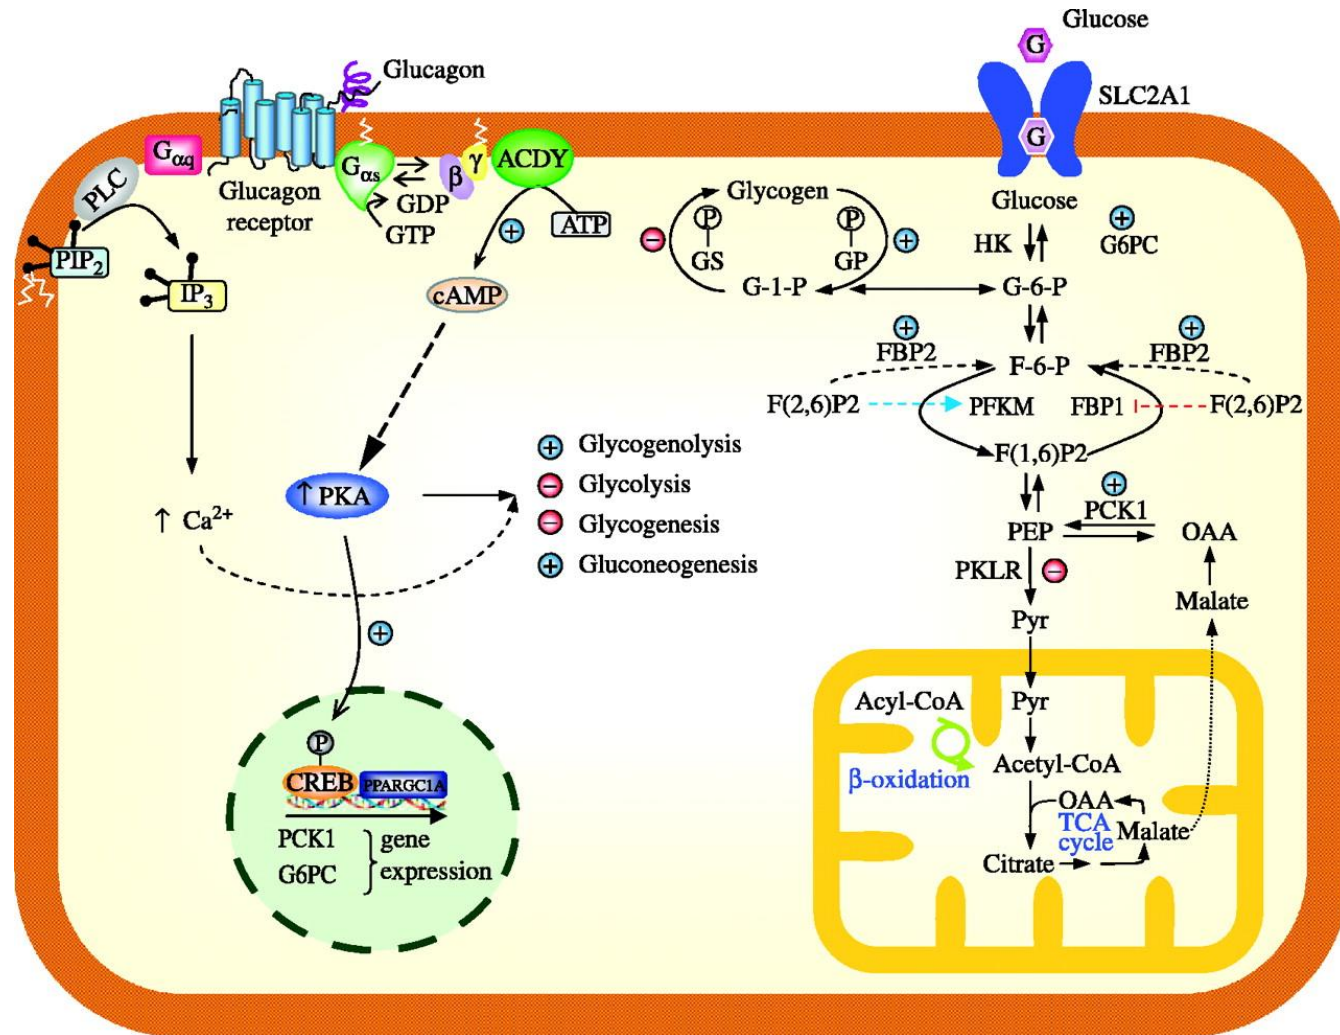 Glucose
G
Glucagon
SLC2A1
G
Gαq
Gαs
β
γ
ACDY
PLC
Glucagon
receptor
GDP
GTP
ATP
PIP2
IP3
cAMP
Glycogen
P
P
GS
GP
G-1-P
Glucose
HK
G6PC
G-6-P
FBP2
FBP2
F-6-P
F(2,6)P2
PFKM
FBP1
F(2,6)P2
F(1,6)P2
↑ Ca2+
↑ PKA
+ Glycogenolysis
− Glycolysis
− Glycogenesis
+ Gluconeogenesis
PCK1
PEP
OAA
PKLR
Malate
Pyr
Pyr
Acyl-CoA
β-oxidation
Acetyl-CoA
OAA
TCA
cycle
Malate
Citrate
P
CREB
PPARGC1A
PCK1
G6PC
gene
expression